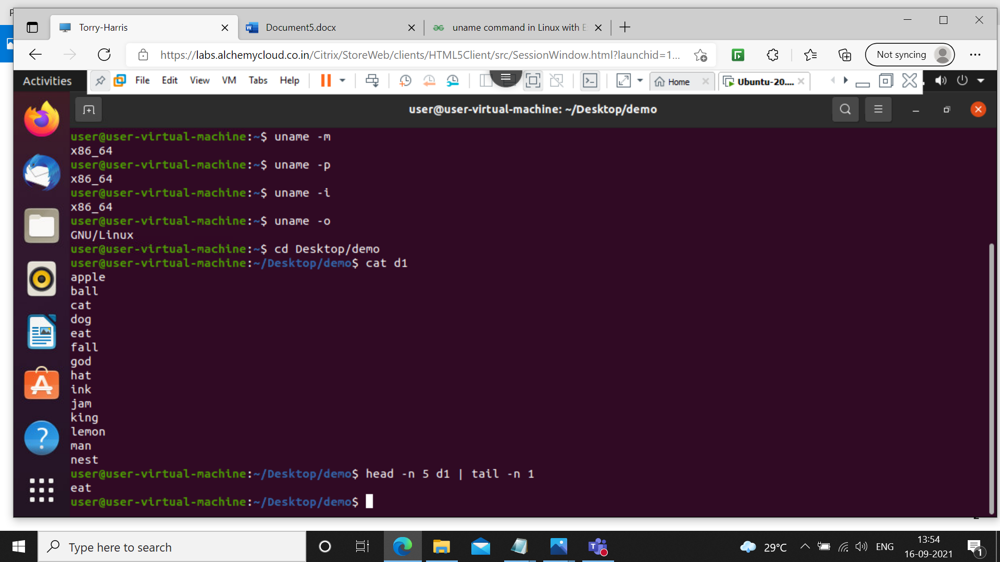 Torry-Harris
Document5.docx
uname command in Linux with E
https://labs.alchemycloud.co.in/Citrix/StoreWeb/clients/HTML5Client/src/SessionWindow.html?launchid=1...
Not syncing
Activities
File Edit View VM Tabs Help
Home
Ubuntu-20....
user@user-virtual-machine: ~/Desktop/demo
user@user-virtual-machine:~$ uname -m
x86_64
user@user-virtual-machine:~$ uname -p
x86_64
user@user-virtual-machine:~$ uname -i
x86_64
user@user-virtual-machine:~$ uname -o
GNU/Linux
user@user-virtual-machine:~$ cd Desktop/demo
user@user-virtual-machine:~/Desktop/demo$ cat d1
apple
ball
cat
dog
eat
fall
god
hat
ink
jam
king
lemon
man
nest
user@user-virtual-machine:~/Desktop/demo$ head -n 5 d1 | tail -n 1
eat
user@user-virtual-machine:~/Desktop/demo$
Type here to search
29°C
ENG
13:54
16-09-2021
1